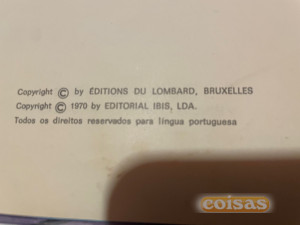 Copyright © by ÉDITIONS DU LOMBARD, BRUXELLES
Copyright © 1970 by EDITORIAL IBIS, LDA.
Todos os direitos reservados para língua portuguesa
coisas